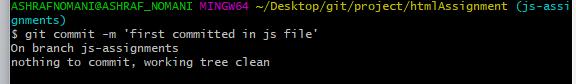 ASHRAFNOMANI@ASHRAF_NOMANI MINGW64 ~/Desktop/git/project/htmlAssignment (js-assi
gnments)
$ git commit -m 'first committed in js file'
On branch js-assignments
nothing to commit, working tree clean